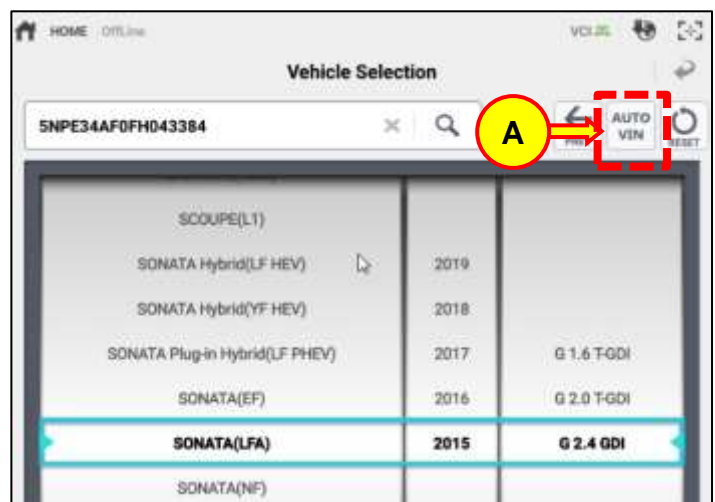 HOME OffLine VCI
Vehicle Selection
5NPE34AF0FH043384 A AUTO
VIN RESET
SCOUPE(L1)
SONATA Hybrid(LF HEV) 2019
SONATA Hybrid(YF HEV) 2018
SONATA Plug-in Hybrid(LF PHEV) 2017 G 1.6 T-GDI
SONATA(EF) 2016 G 2.0 T-GDI
SONATA(LFA) 2015 G 2.4 GDI
SONATA(NF)